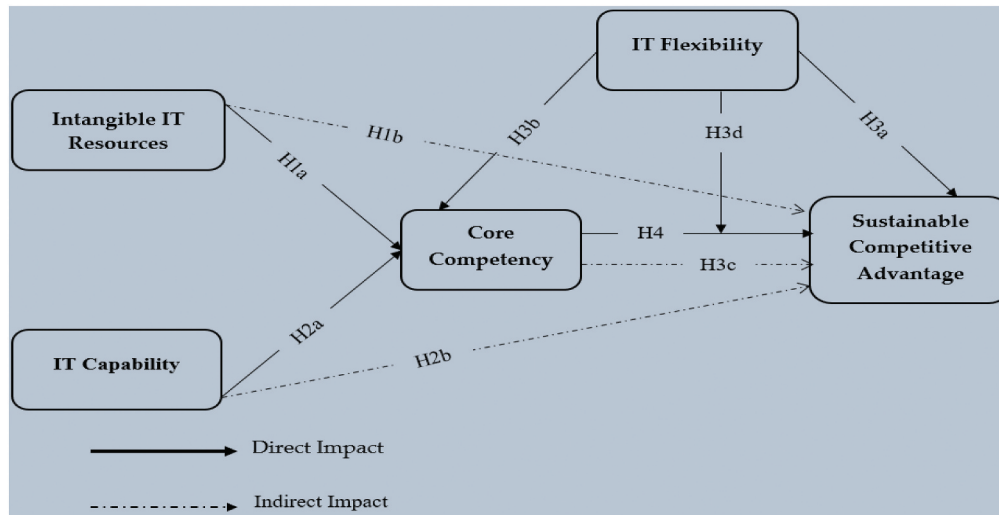 IT Flexibility
Intangible IT
Resources
H1b
H3b
H3d
H3a
H1a
Core
Competency
H4
H3c
Sustainable
Competitive
Advantage
H2a
H2b
IT Capability
Direct Impact
Indirect Impact